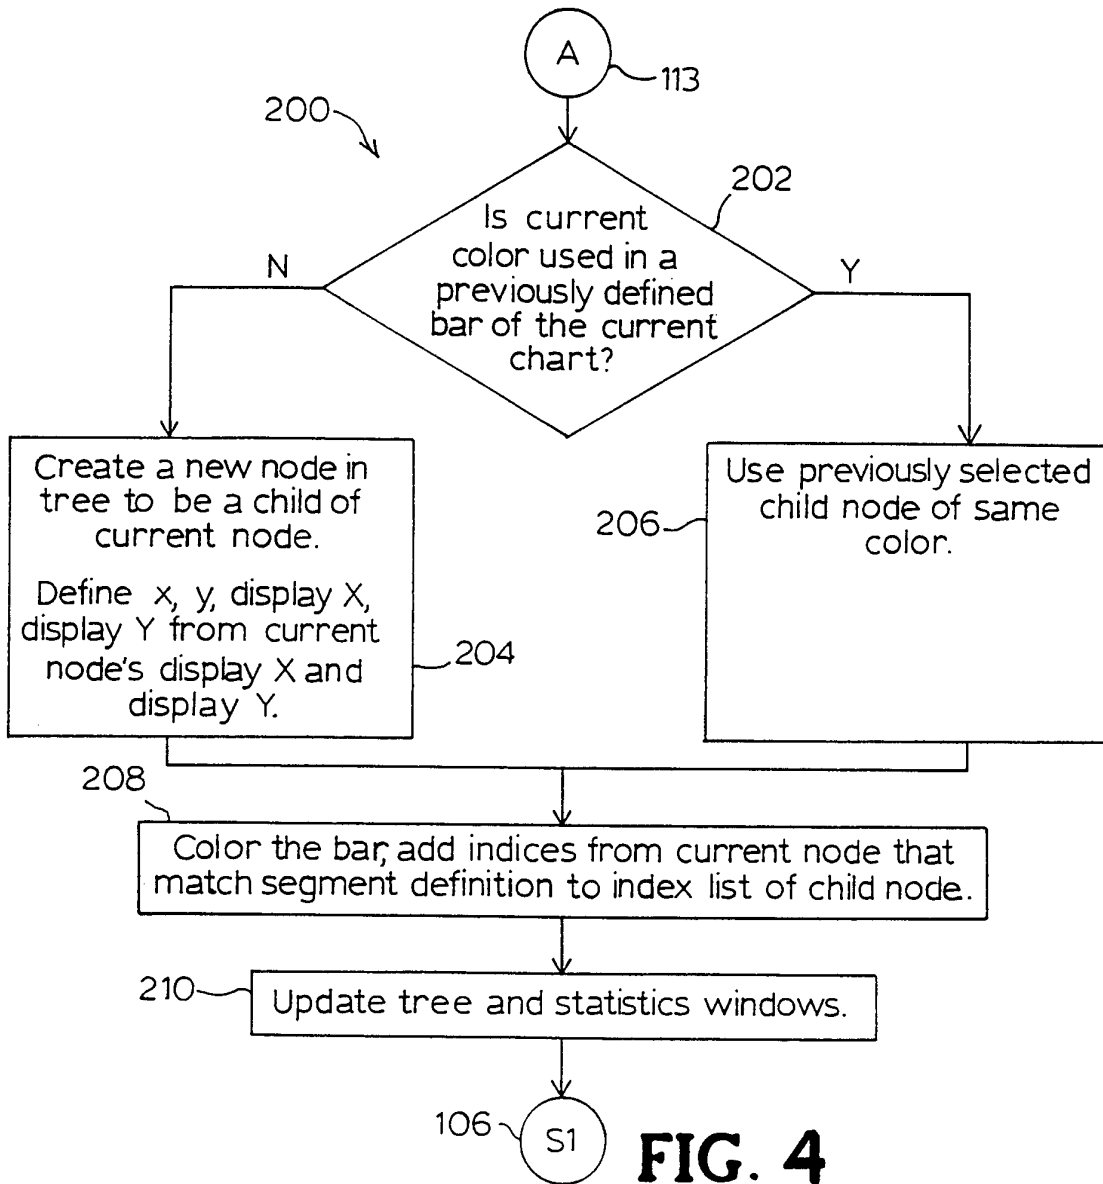 A
113
200
202
Is current
color used in a
previously defined
bar of the current
chart?
N
Y
Create a new node in
tree to be a child of
current node.
Define x, y, display X,
display Y from current
node's display X and
display Y.
204
Use previously selected
child node of same
color.
206
208
Color the bar, add indices from current node that
match segment definition to index list of child node.
210
Update tree and statistics windows.
106
S1
FIG. 4